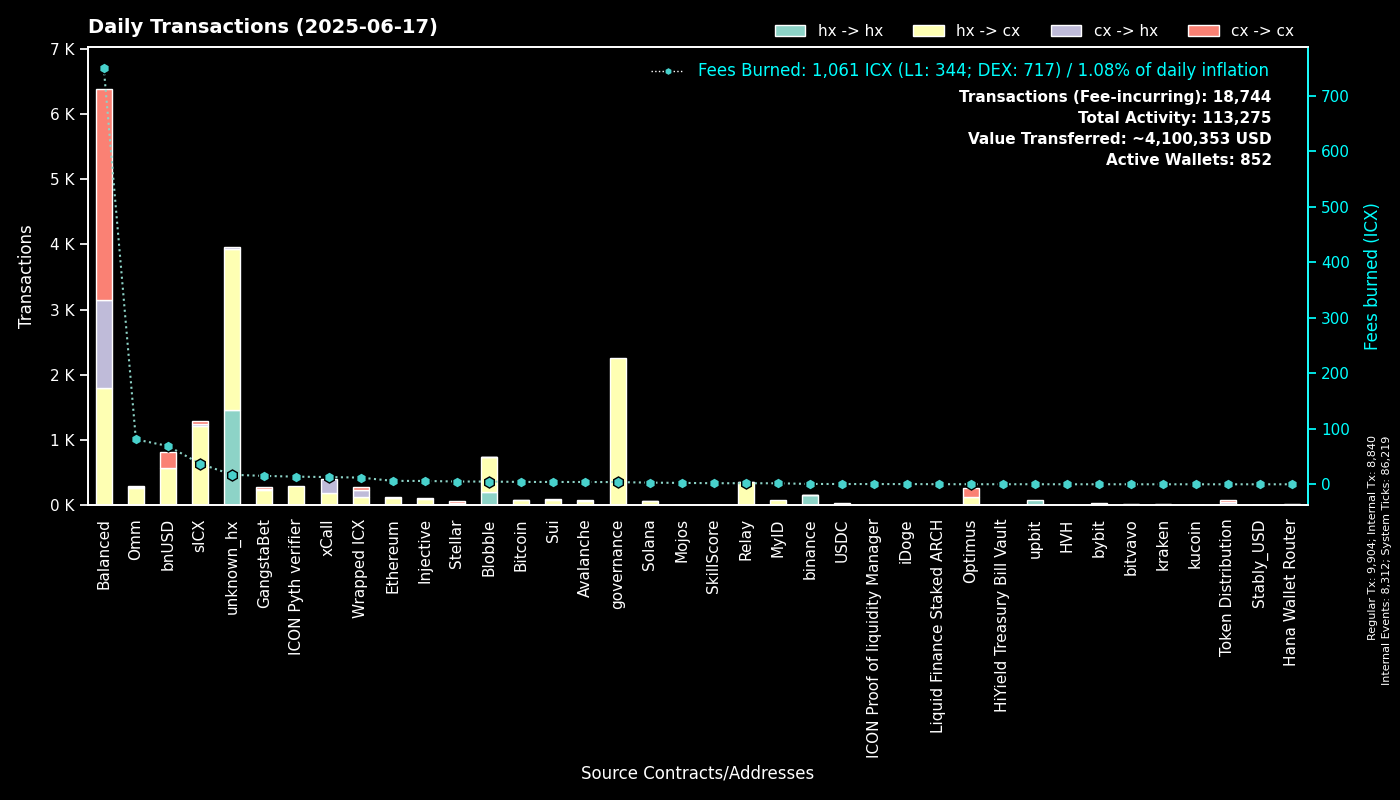 Daily Transactions (2025-06-17)
hx -> hx
hx -> cx
cx -> hx
cx -> cx
Fees Burned: 1,061 ICX (L1: 344; DEX: 717) / 1.08% of daily inflation
Transactions (Fee-incurring): 18,744
Total Activity: 113,275
Value Transferred: ~4,100,353 USD
Active Wallets: 852
Transactions
7 K
6 K
5 K
4 K
3 K
2 K
1 K
0 K
700
600
500
400
300
200
100
0
Fees burned (ICX)
Balanced
Omm
bnUSD
sICX
unknown_hx
GangstaBet
ICON Pyth verifier
xCall
Wrapped ICX
Ethereum
Injective
Stellar
Blobble
Bitcoin
Sui
Avalanche
governance
Solana
Mojos
SkillScore
Relay
MyID
binance
USDC
ICON Proof of liquidity Menager
iDoge
Liquid Finance Staked ARCH
Optimus
HiYield Treasury Bill Vault
upbit
HVH
bybit
bitvavo
kraken
kucoin
Token Distribution
Stably_USD
Hana Wallet Router
Source Contracts/Addresses
Regular Tx: 9,904; Internal Tx: 8,840
Internal Events: 8,312; System Ticks: 86,219